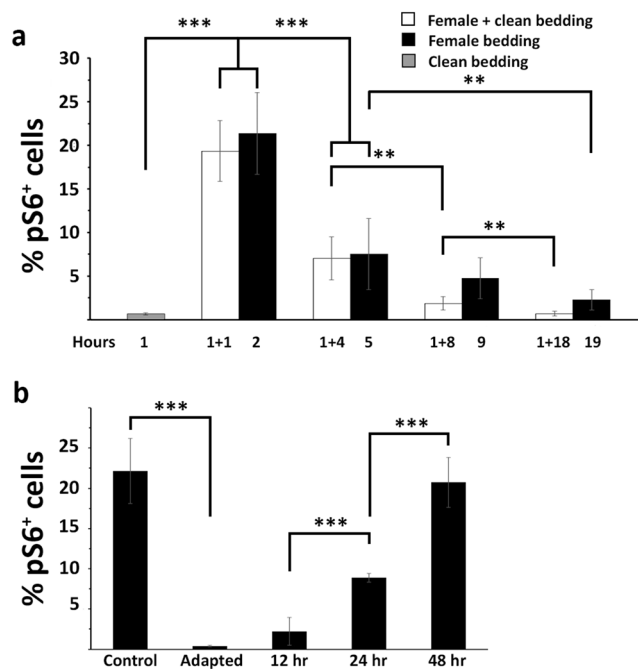 a
*** ***
Female + clean bedding
Female bedding
Clean bedding
**
**
**
% pS6+ cells
30
25
20
15
10
5
Hours 1 1+1 2 1+4 5 1+8 9 1+18 19
b
***
***
***
% pS6+ cells
25
20
15
10
5
Control Adapted 12 hr 24 hr 48 hr